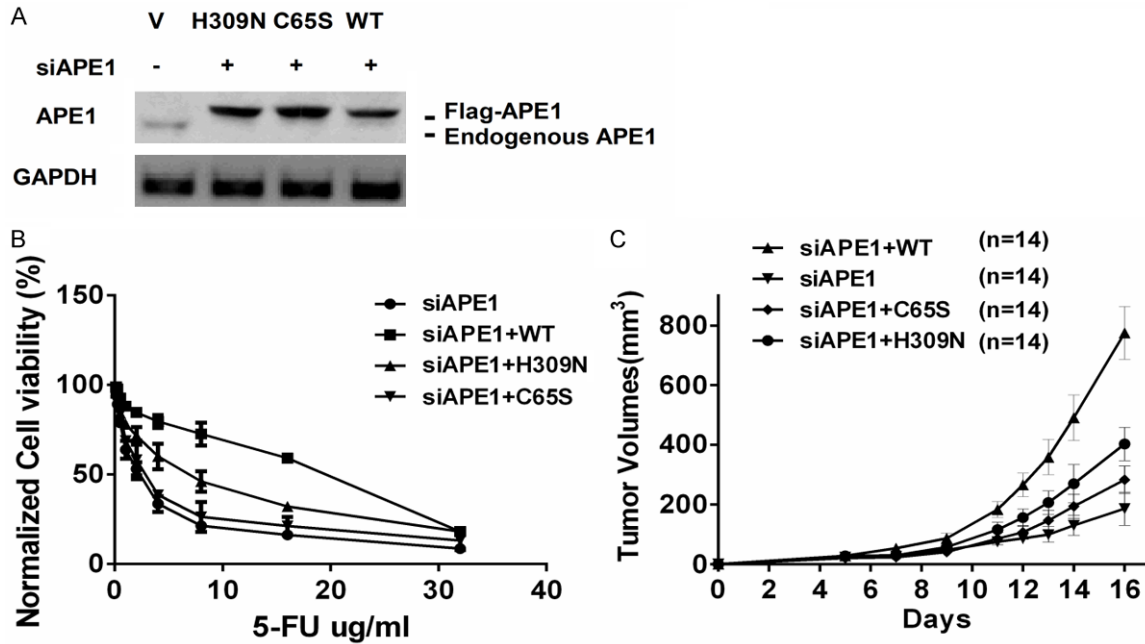 A
V H309N C65S WT
siAPE1 - + + +
APE1
Flag-APE1
Endogenous APE1
GAPDH
B
Normalized Cell viability (%)
150
100
50
0
0 10 20 30 40
5-FU ug/ml
siAPE1
siAPE1+WT
siAPE1+H309N
siAPE1+C65S
C
siAPE1+WT (n=14)
siAPE1 (n=14)
siAPE1+C65S (n=14)
siAPE1+H309N (n=14)
Tumor Volumes(mm³)
800
600
400
200
0
0 2 4 6 8 10 12 14 16
Days